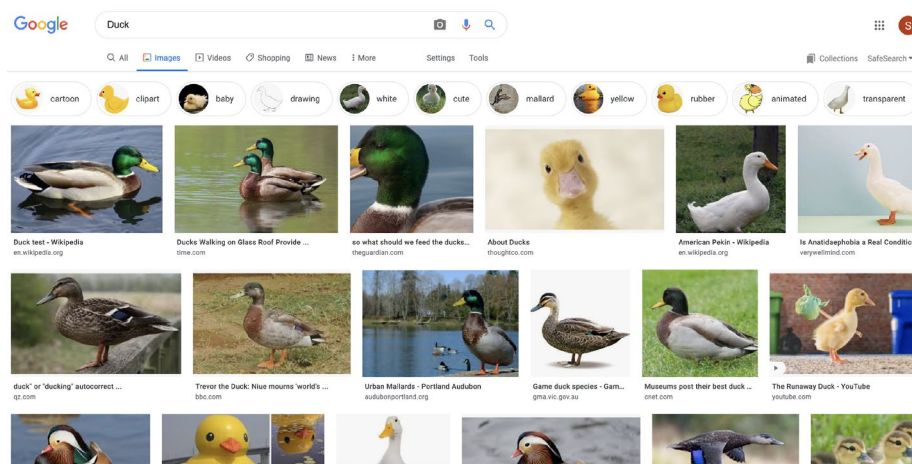 Google
Duck
S
All
Images
Videos
Shopping
News
More
Settings
Tools
Collections
SafeSearch
cartoon
clipart
baby
drawing
white
cute
mallard
yellow
rubber
animated
transparent
Duck test - Wikipedia
en.wikipedia.org
Ducks Walking on Glass Roof Provide ...
time.com
so what should we feed the ducks...
theguardian.com
About Ducks
thoughtco.com
American Pekin - Wikipedia
en.wikipedia.org
Is Anatidaephobia a Real Conditio
verywellmind.com
duck" or "ducking" autocorrect ...
qz.com
Trevor the Duck: Niue mourns 'world's ...
bbc.com
Urban Mallards - Portland Audubon
audubonportland.org
Game duck species - Gam...
gma.vic.gov.au
Museums post their best duck ...
cnet.com
The Runaway Duck - YouTube
youtube.com